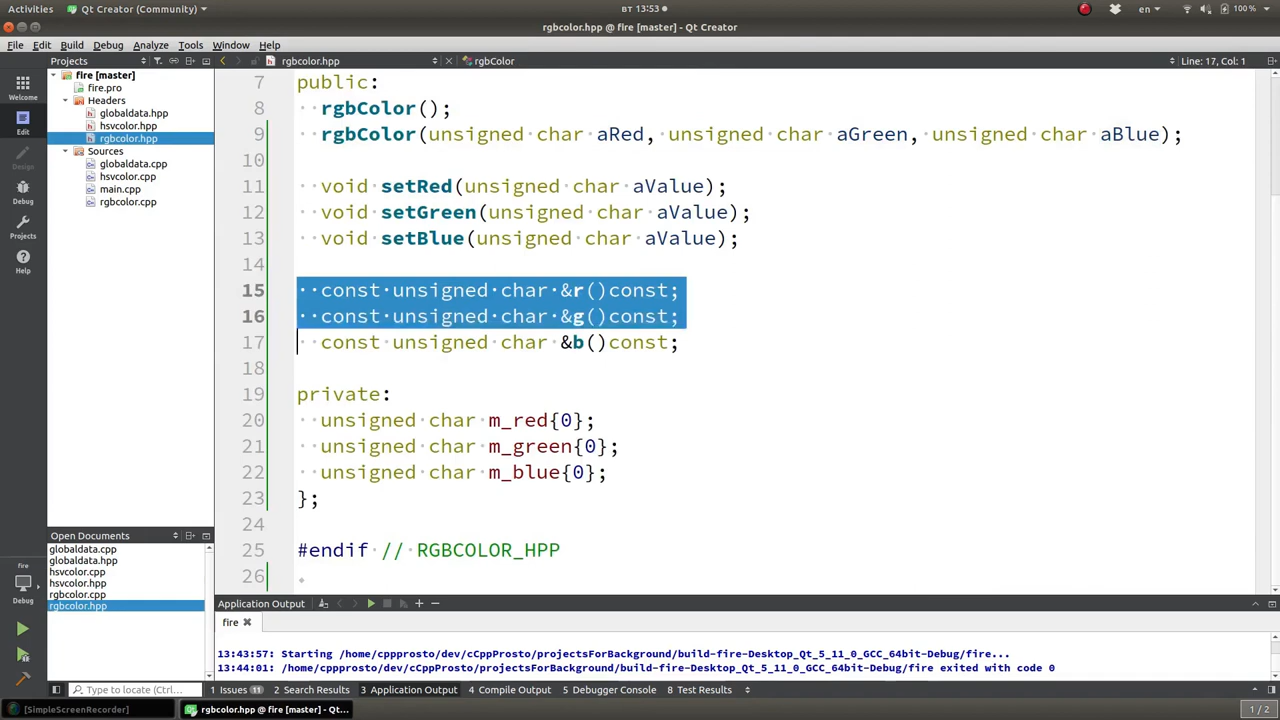 Activities
Qt Creator (Community)
вт 13:53
en
100 %
rgbcolor.hpp @ fire [master] - Qt Creator
File Edit Build Debug Analyze Tools Window Help
Projects
rgbcolor.hpp
rgbColor
Line: 17, Col: 1
Welcome
Edit
Design
Debug
Projects
Help
fire
Debug
fire [master]
fire.pro
Headers
globaldata.hpp
hsvcolor.hpp
rgbcolor.hpp
Sources
globaldata.cpp
hsvcolor.cpp
main.cpp
rgbcolor.cpp
Open Documents
globaldata.cpp
globaldata.hpp
hsvcolor.cpp
hsvcolor.hpp
rgbcolor.cpp
rgbcolor.hpp
7 public:
8 rgbColor();
9 rgbColor(unsigned char aRed, unsigned char aGreen, unsigned char aBlue);
10
11 void setRed(unsigned char aValue);
12 void setGreen(unsigned char aValue);
13 void setBlue(unsigned char aValue);
14
15 const unsigned char &r()const;
16 const unsigned char &g()const;
17 const unsigned char &b()const;
18
19 private:
20 unsigned char m_red{0};
21 unsigned char m_green{0};
22 unsigned char m_blue{0};
23 };
24
25 #endif // RGBCOLOR_HPP
26
Application Output
fire
13:43:57: Starting /home/cppprosto/dev/cCppProsto/projectsForBackground/build-fire-Desktop_Qt_5_11_0_GCC_64bit-Debug/fire...
13:44:01: /home/cppprosto/dev/cCppProsto/projectsForBackground/build-fire-Desktop_Qt_5_11_0_GCC_64bit-Debug/fire exited with code 0
Type to locate (Ctrl...
1 Issues 11
2 Search Results
3 Application Output
4 Compile Output
5 Debugger Console
8 Test Results
[SimpleScreenRecorder]
rgbcolor.hpp @ fire [master] - Qt...
1 / 2